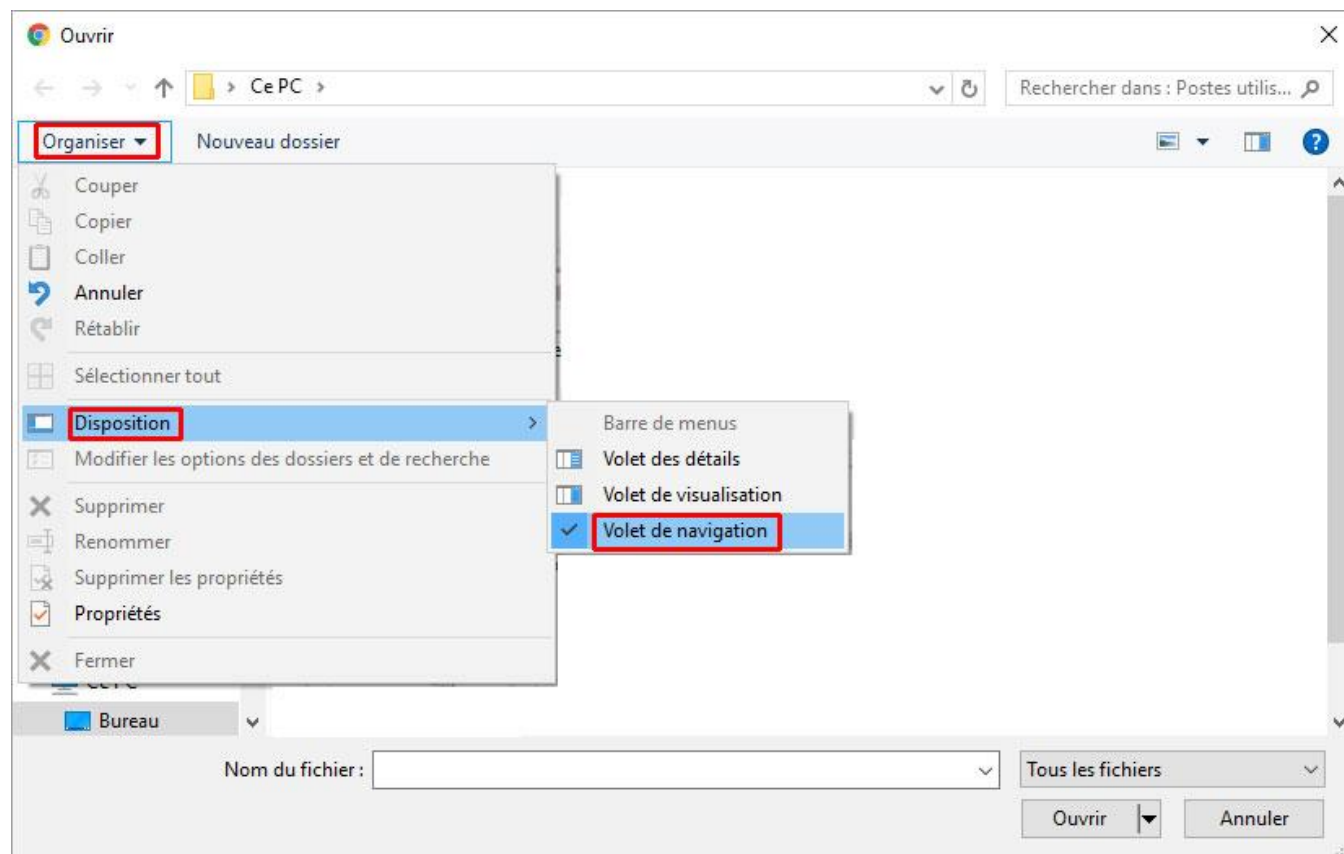 Ouvrir
Ce PC
Rechercher dans : Postes utilis...
Organiser
Nouveau dossier
Couper
Copier
Coller
Annuler
Rétablir
Sélectionner tout
Disposition
Barre de menus
Modifier les options des dossiers et de recherche
Volet des détails
Volet de visualisation
Supprimer
Volet de navigation
Renommer
Supprimer les propriétés
Propriétés
Fermer
Ce PC
Bureau
Nom du fichier :
Tous les fichiers
Ouvrir
Annuler